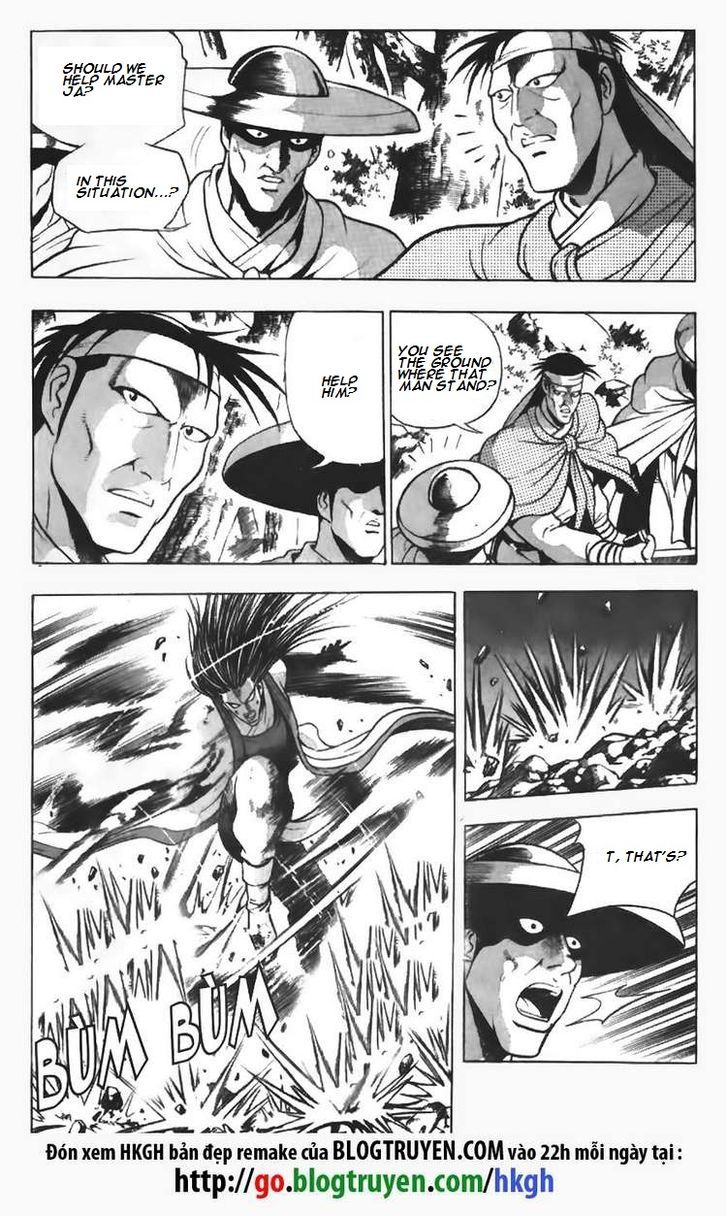 SHOULD WE
HELP MASTER
JA?
IN THIS
SITUATION...?
HELP
HIM?
YOU SEE
THE GROUND
WHERE THAT
MAN STAND?
T, THAT'S?
BÙM BÙM
Đón xem HKGH bản đẹp remake của BLOGTRUYEN.COM vào 22h mỗi ngày tại :
http://go.blogtruyen.com/hkgh